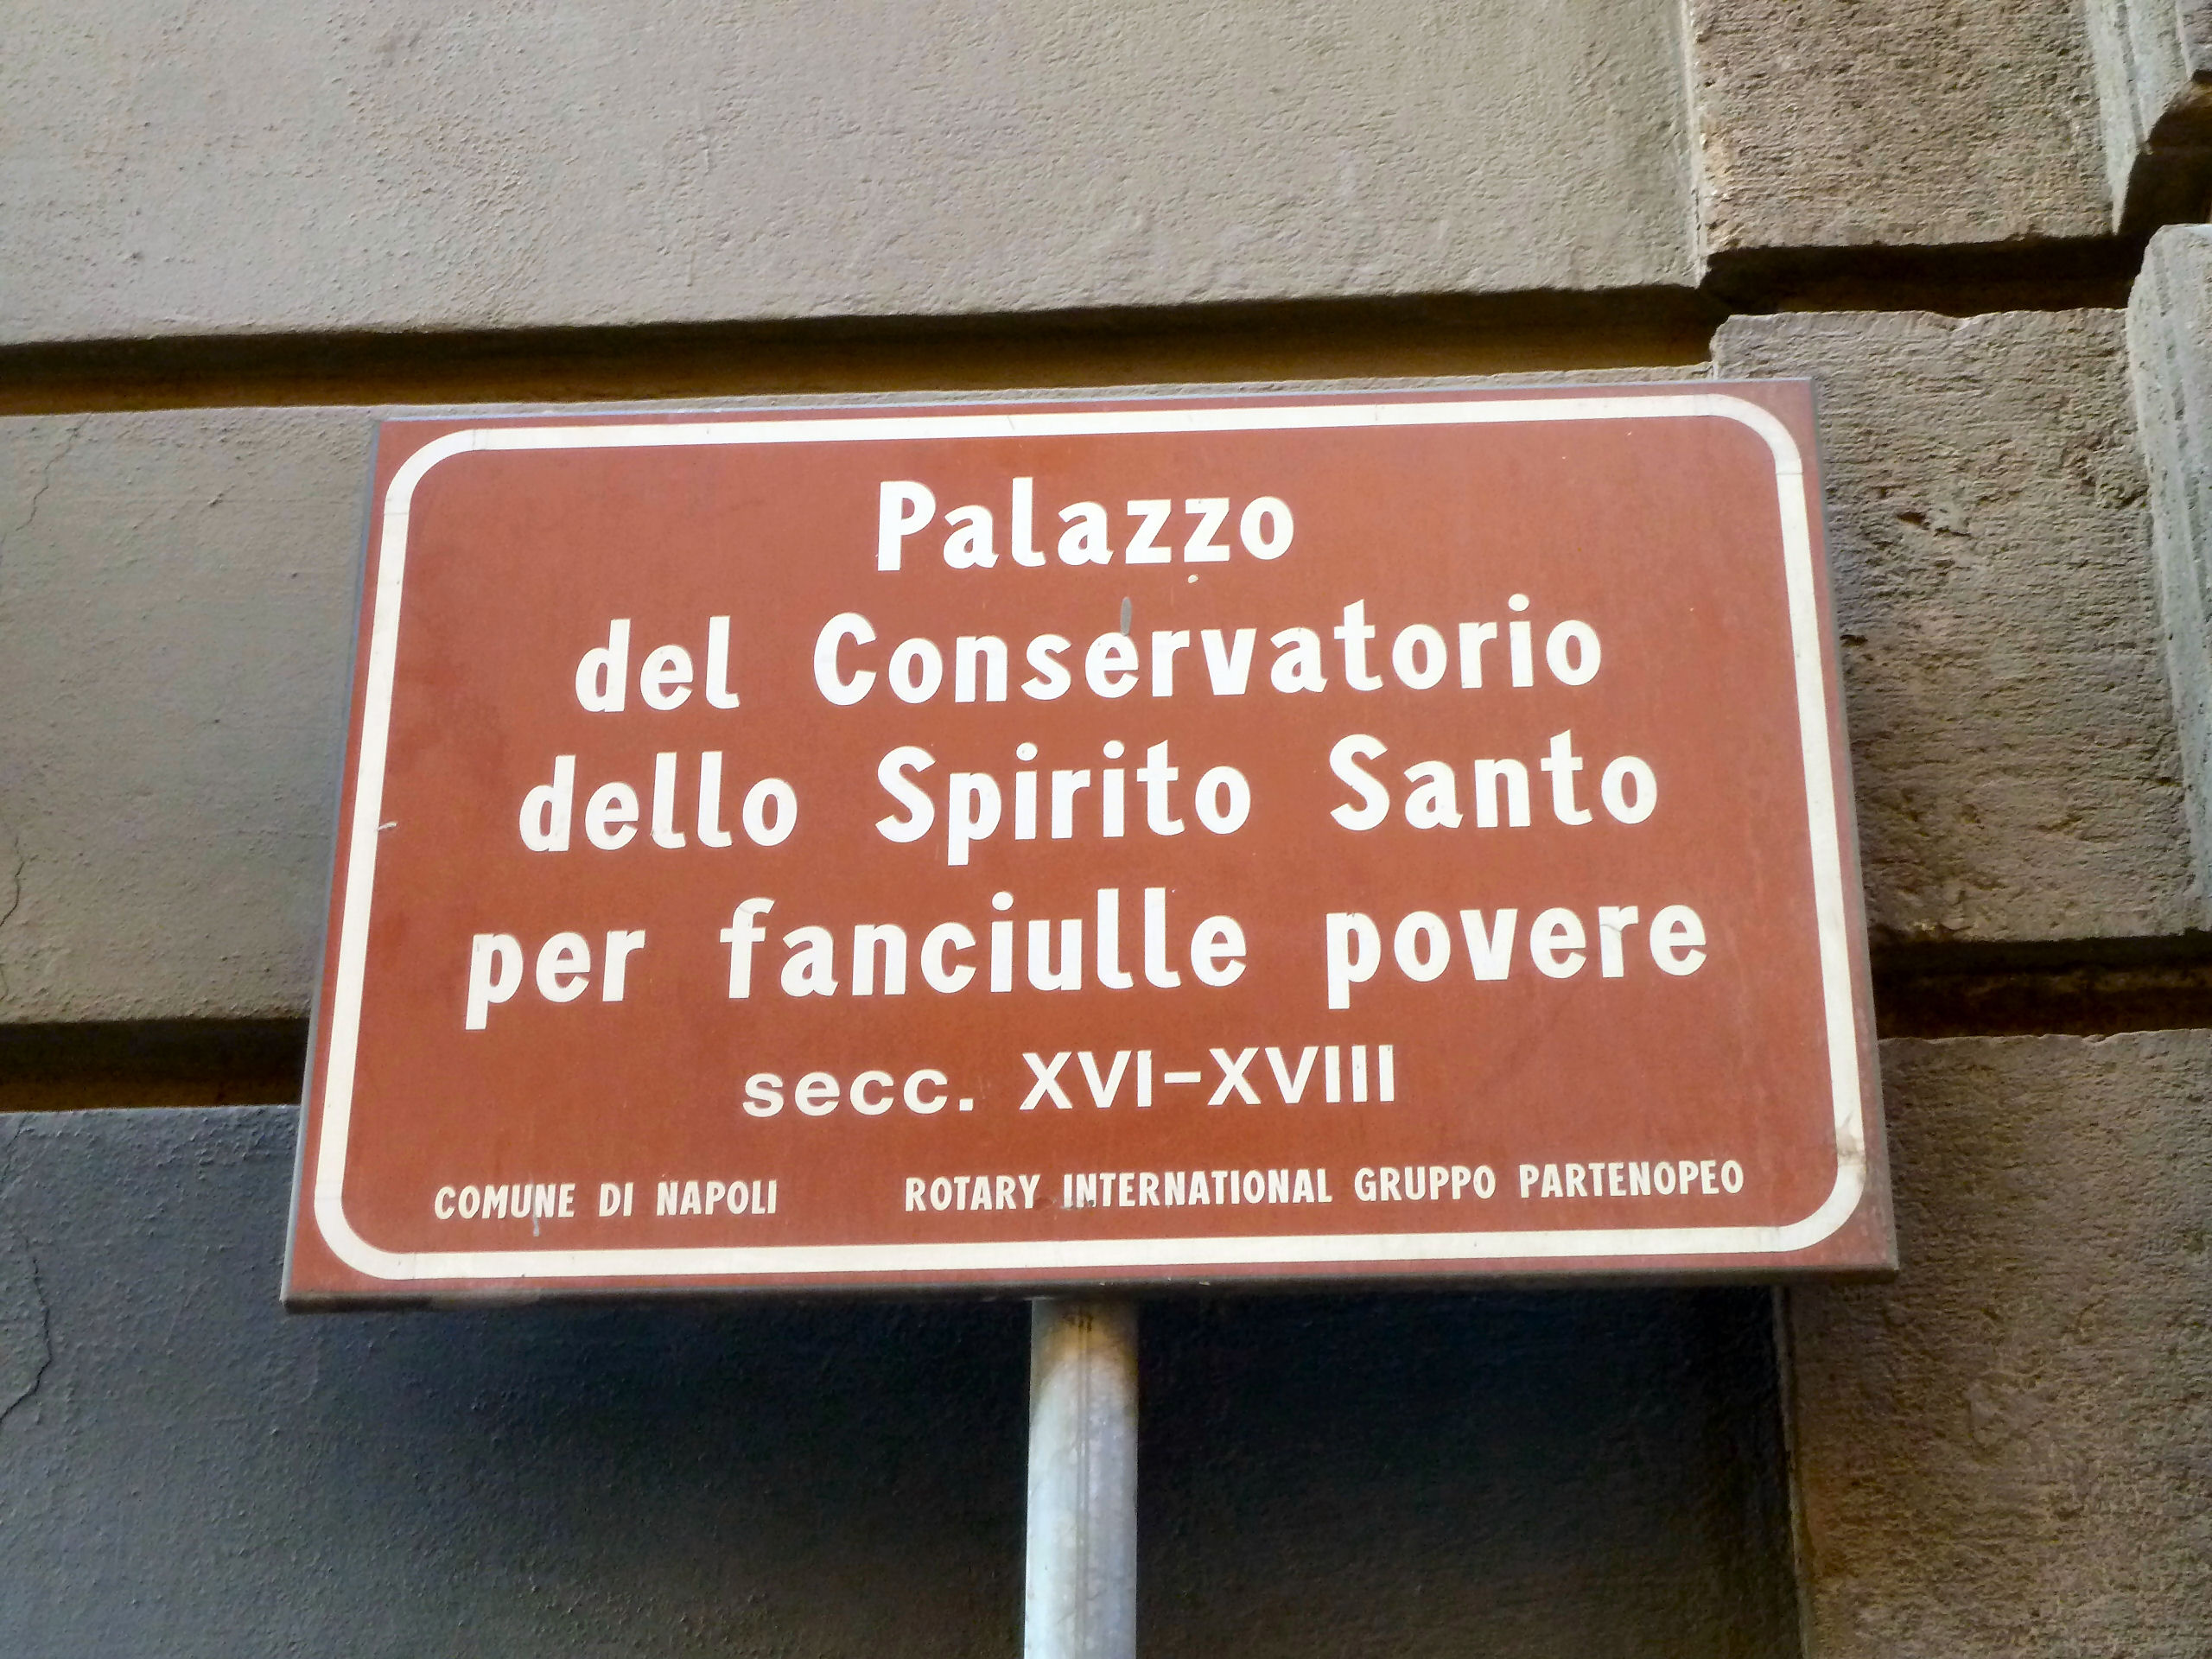 Palazzo
del Conservatorio
dello Spirito Santo
per fanciulle povere
secc. XVI-XVIII
COMUNE DI NAPOLI ROTARY INTERNATIONAL GRUPPO PARTENOPEO